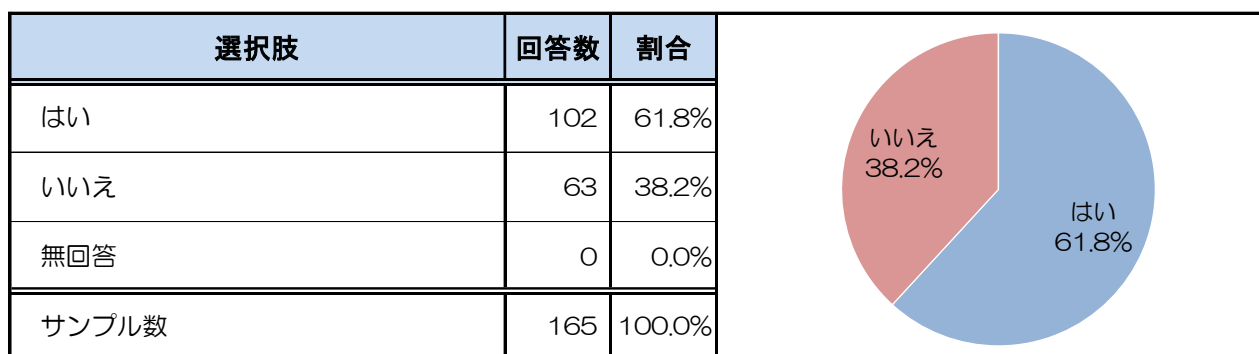 選択肢 回答数 割合
はい 102 61.8%
いいえ 63 38.2%
無回答 0 0.0%
サンプル数 165 100.0%
いいえ
38.2%
はい
61.8%